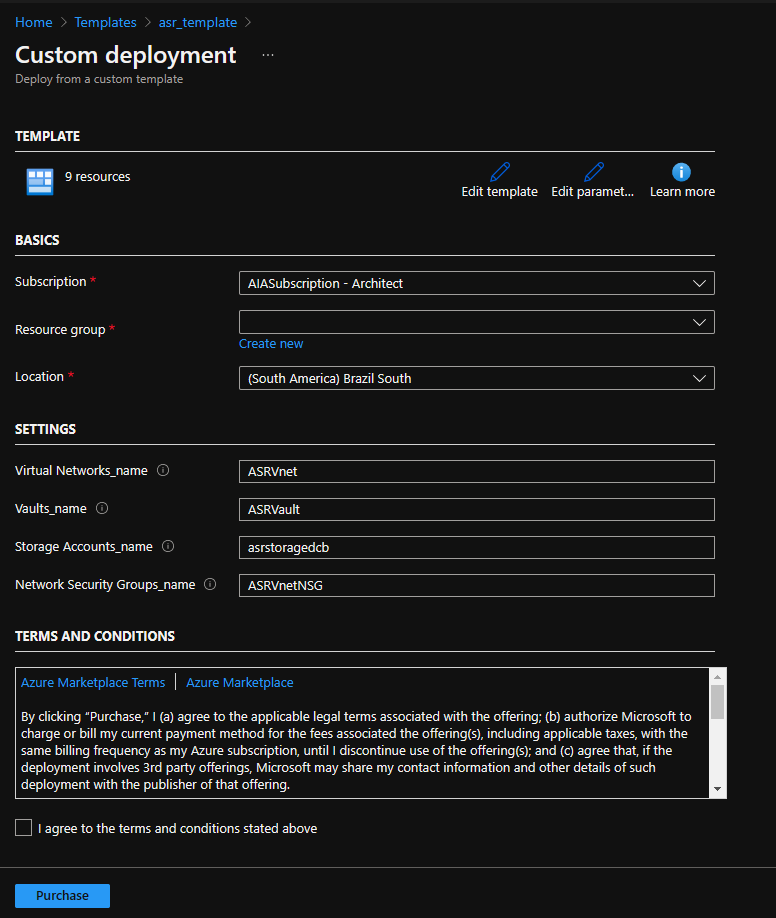 Home > Templates > asr_template >
Custom deployment ...
Deploy from a custom template
TEMPLATE
9 resources
Edit template
Edit paramet...
Learn more
BASICS
Subscription *
AIASubscription - Architect
Resource group *
Create new
Location *
(South America) Brazil South
SETTINGS
Virtual Networks_name
ASRVnet
Vaults_name
ASRVault
Storage Accounts_name
asrstoragedcb
Network Security Groups_name
ASRVnetNSG
TERMS AND CONDITIONS
Azure Marketplace Terms | Azure Marketplace
By clicking “Purchase,” I (a) agree to the applicable legal terms associated with the offering; (b) authorize Microsoft to
charge or bill my current payment method for the fees associated the offering(s), including applicable taxes, with the
same billing frequency as my Azure subscription, until I discontinue use of the offering(s); and (c) agree that, if the
deployment involves 3rd party offerings, Microsoft may share my contact information and other details of such
deployment with the publisher of that offering.
I agree to the terms and conditions stated above
Purchase